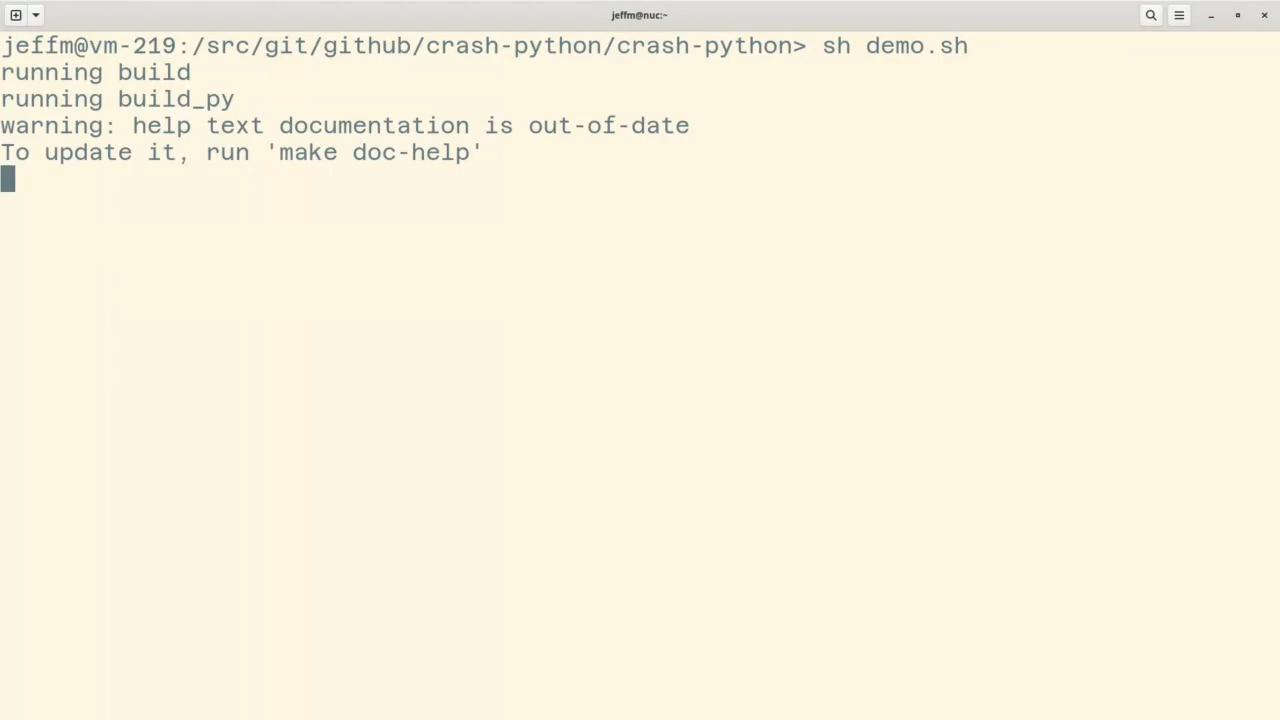 jeffm@nuc:~
jeffm@vm-219:/src/git/github/crash-python/crash-python> sh demo.sh
running build
running build_py
warning: help text documentation is out-of-date
To update it, run 'make doc-help'